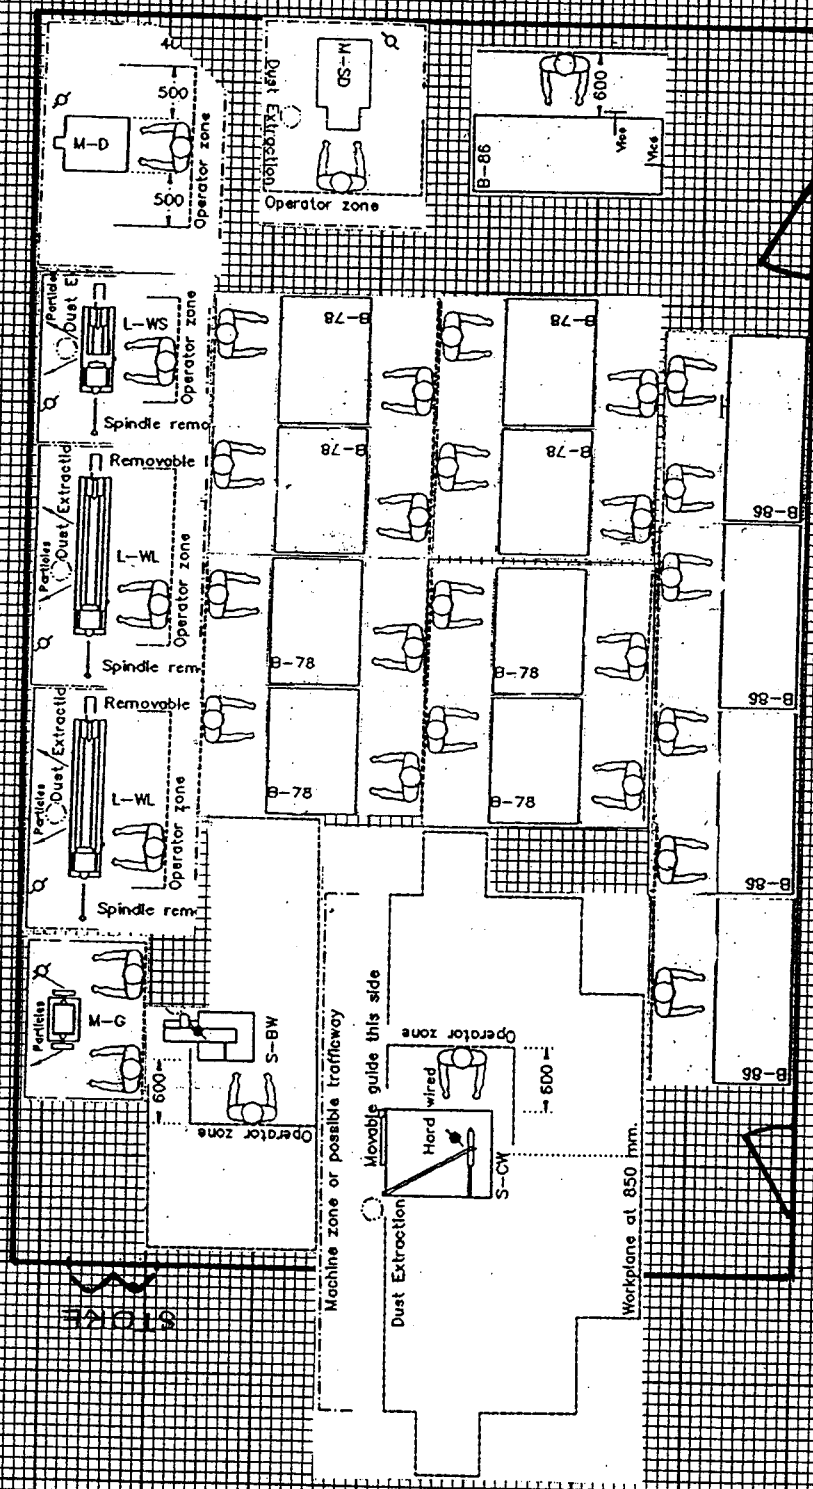 40
500
M-D
500
Operator zone
Dust Extraction
M-SD
Operator zone
600
B-86
Vice
Vice
Particle
Dust E
L-WS
Operator zone
Spindle remo
Particles
Dust Extractio
Removable
L-WL
Operator zone
Spindle rem
Particles
Dust Extractio
Removable
L-WL
Operator zone
Spindle rem
Particles
M-G
B-78
B-78
B-78
B-78
B-78
B-78
B-78
B-78
B-86
B-86
B-86
B-86
S-BW
600
Operator zone
Machine zone or possible trafficway
Movable guide this side
Operator zone
600
Hard wired
S-CW
Dust Extraction
Workplane at 850 mm.
STORE